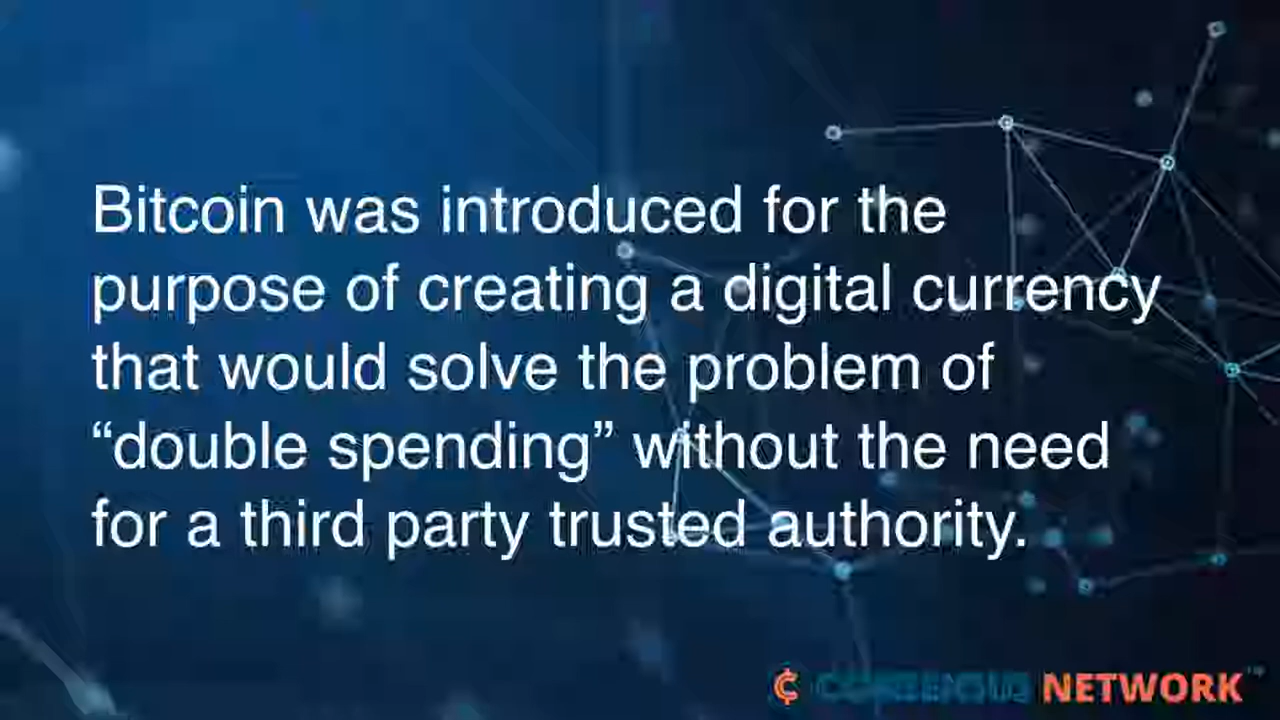 Bitcoin was introduced for the
purpose of creating a digital currency
that would solve the problem of
“double spending” without the need
for a third party trusted authority.
NETWORK™